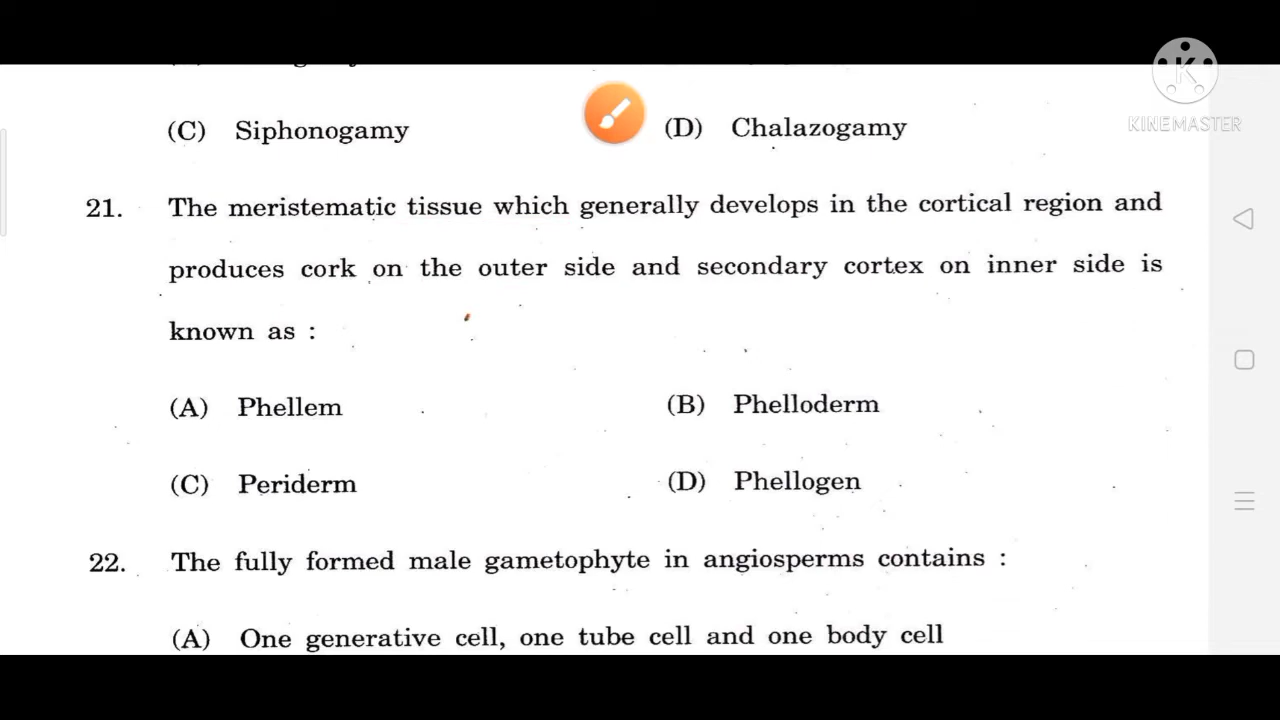 KINEMASTER
(C) Siphonogamy (D) Chalazogamy
21. The meristematic tissue which generally develops in the cortical region and
produces cork on the outer side and secondary cortex on inner side is
known as :
(A) Phellem (B) Phelloderm
(C) Periderm (D) Phellogen
22. The fully formed male gametophyte in angiosperms contains :
(A) One generative cell, one tube cell and one body cell